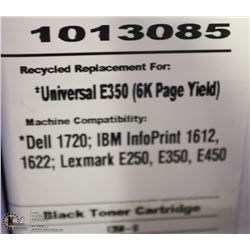 1013085
Recycled Replacement For:
*Universal E350 (6K Page Yield)
Machine Compatibility:
*Dell 1720; IBM InfoPrint 1612,
1622; Lexmark E250, E350, E450
Black Toner Cartridge